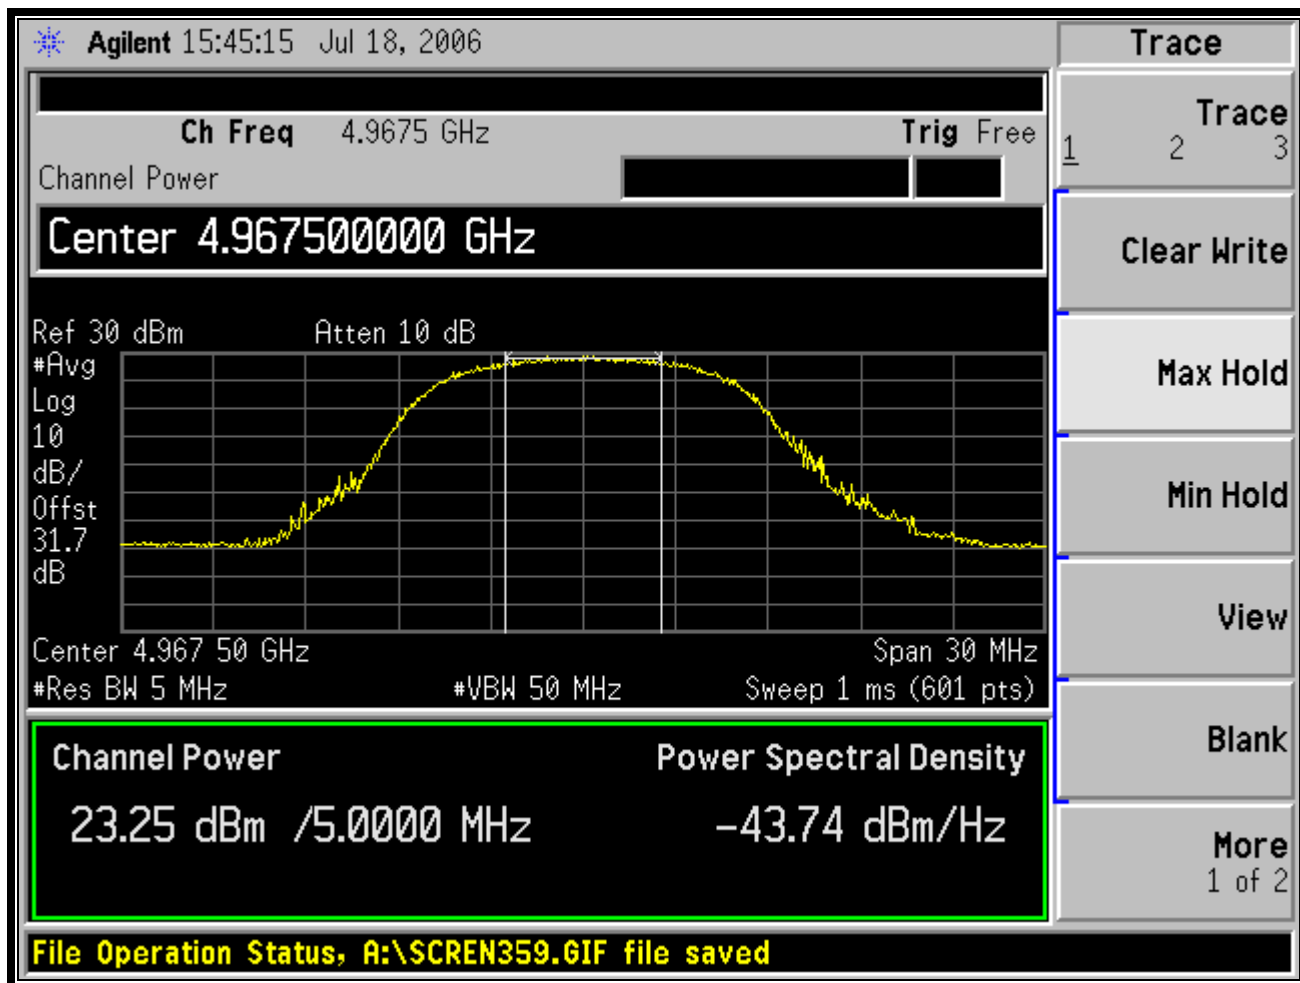 Agilent 15:45:15 Jul 18, 2006
Trace
Ch Freq 4.9675 GHz Trig Free
Channel Power
Center 4.967500000 GHz
Ref 30 dBm Atten 10 dB
#Avg
Log
10
dB/
Offst
31.7
dB
Center 4.967 50 GHz Span 30 MHz
#Res BW 5 MHz #VBW 50 MHz Sweep 1 ms (601 pts)
Channel Power Power Spectral Density
23.25 dBm /5.0000 MHz -43.74 dBm/Hz
File Operation Status, A:\SCREN359.GIF file saved
Trace
1 2 3
Clear Write
Max Hold
Min Hold
View
Blank
More
1 of 2